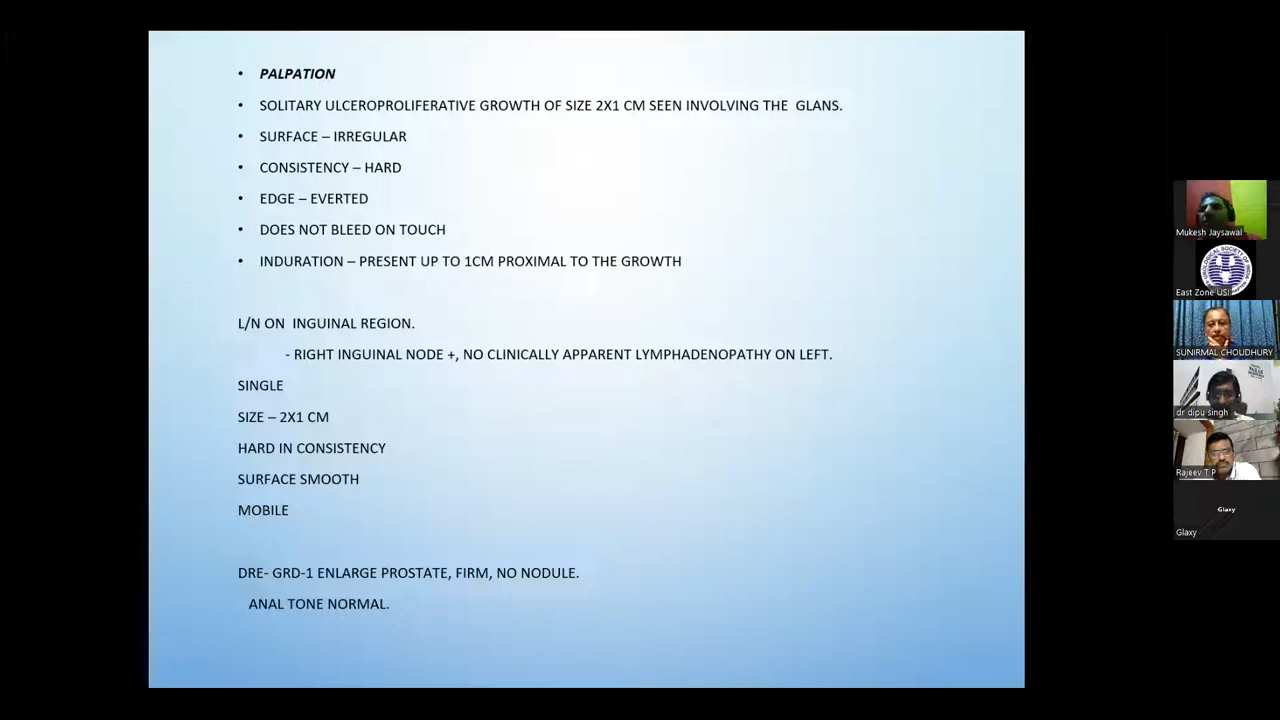 • PALPATION
• SOLITARY ULCEROPROLIFERATIVE GROWTH OF SIZE 2X1 CM SEEN INVOLVING THE GLANS.
• SURFACE – IRREGULAR
• CONSISTENCY – HARD
• EDGE – EVERTED
• DOES NOT BLEED ON TOUCH
• INDURATION – PRESENT UP TO 1CM PROXIMAL TO THE GROWTH
L/N ON INGUINAL REGION.
- RIGHT INGUINAL NODE +, NO CLINICALLY APPARENT LYMPHADENOPATHY ON LEFT.
SINGLE
SIZE – 2X1 CM
HARD IN CONSISTENCY
SURFACE SMOOTH
MOBILE
DRE- GRD-1 ENLARGE PROSTATE, FIRM, NO NODULE.
ANAL TONE NORMAL.
Mukesh Jaysawal
East Zone USI
SUNIRMAL CHOUDHURY
dr dipu singh
Rajeev T P
Glaxy
Glaxy